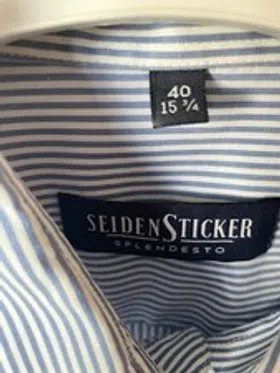 40
15 ¾
SEIDENSTICKER
SPLENDESTO